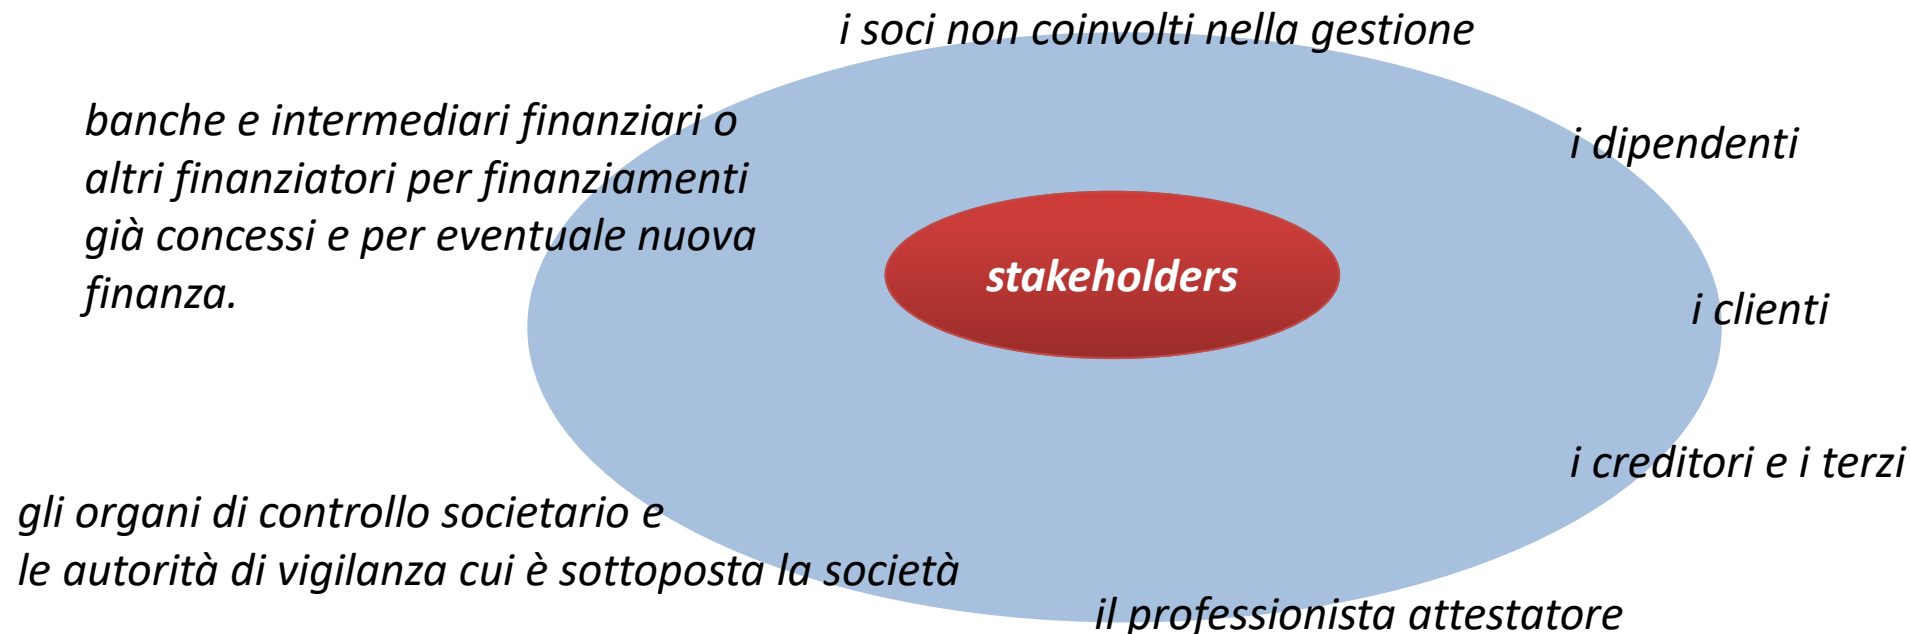 i soci non coinvolti nella gestione
banche e intermediari finanziari o
altri finanziatori per finanziamenti
già concessi e per eventuale nuova
finanza.
i dipendenti
stakeholders
i clienti
i creditori e i terzi
gli organi di controllo societario e
le autorità di vigilanza cui è sottoposta la società
il professionista attestatore